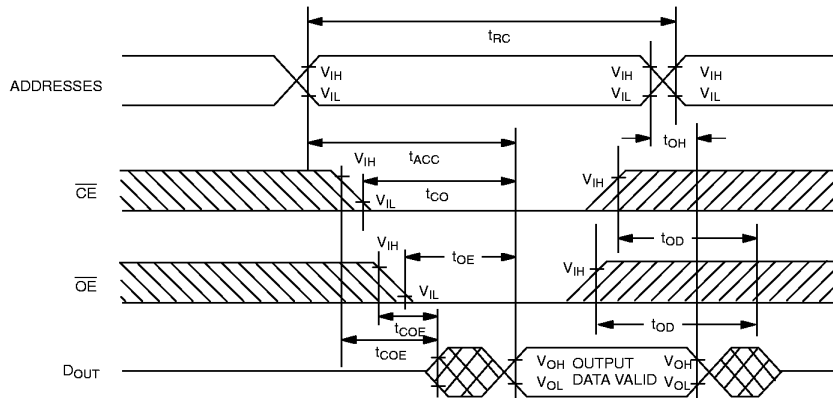 tRC
ADDRESSES
VIH
VIL
VIH
VIL
VIH
VIL
tOH
tACC
VIH
CE
tCO
VIL
VIH
tOD
VIH
OE
tOE
VIL
VIH
tOD
tCOE
tCOE
DOUT
VOH
VOL
OUTPUT
DATA VALID
VOH
VOL